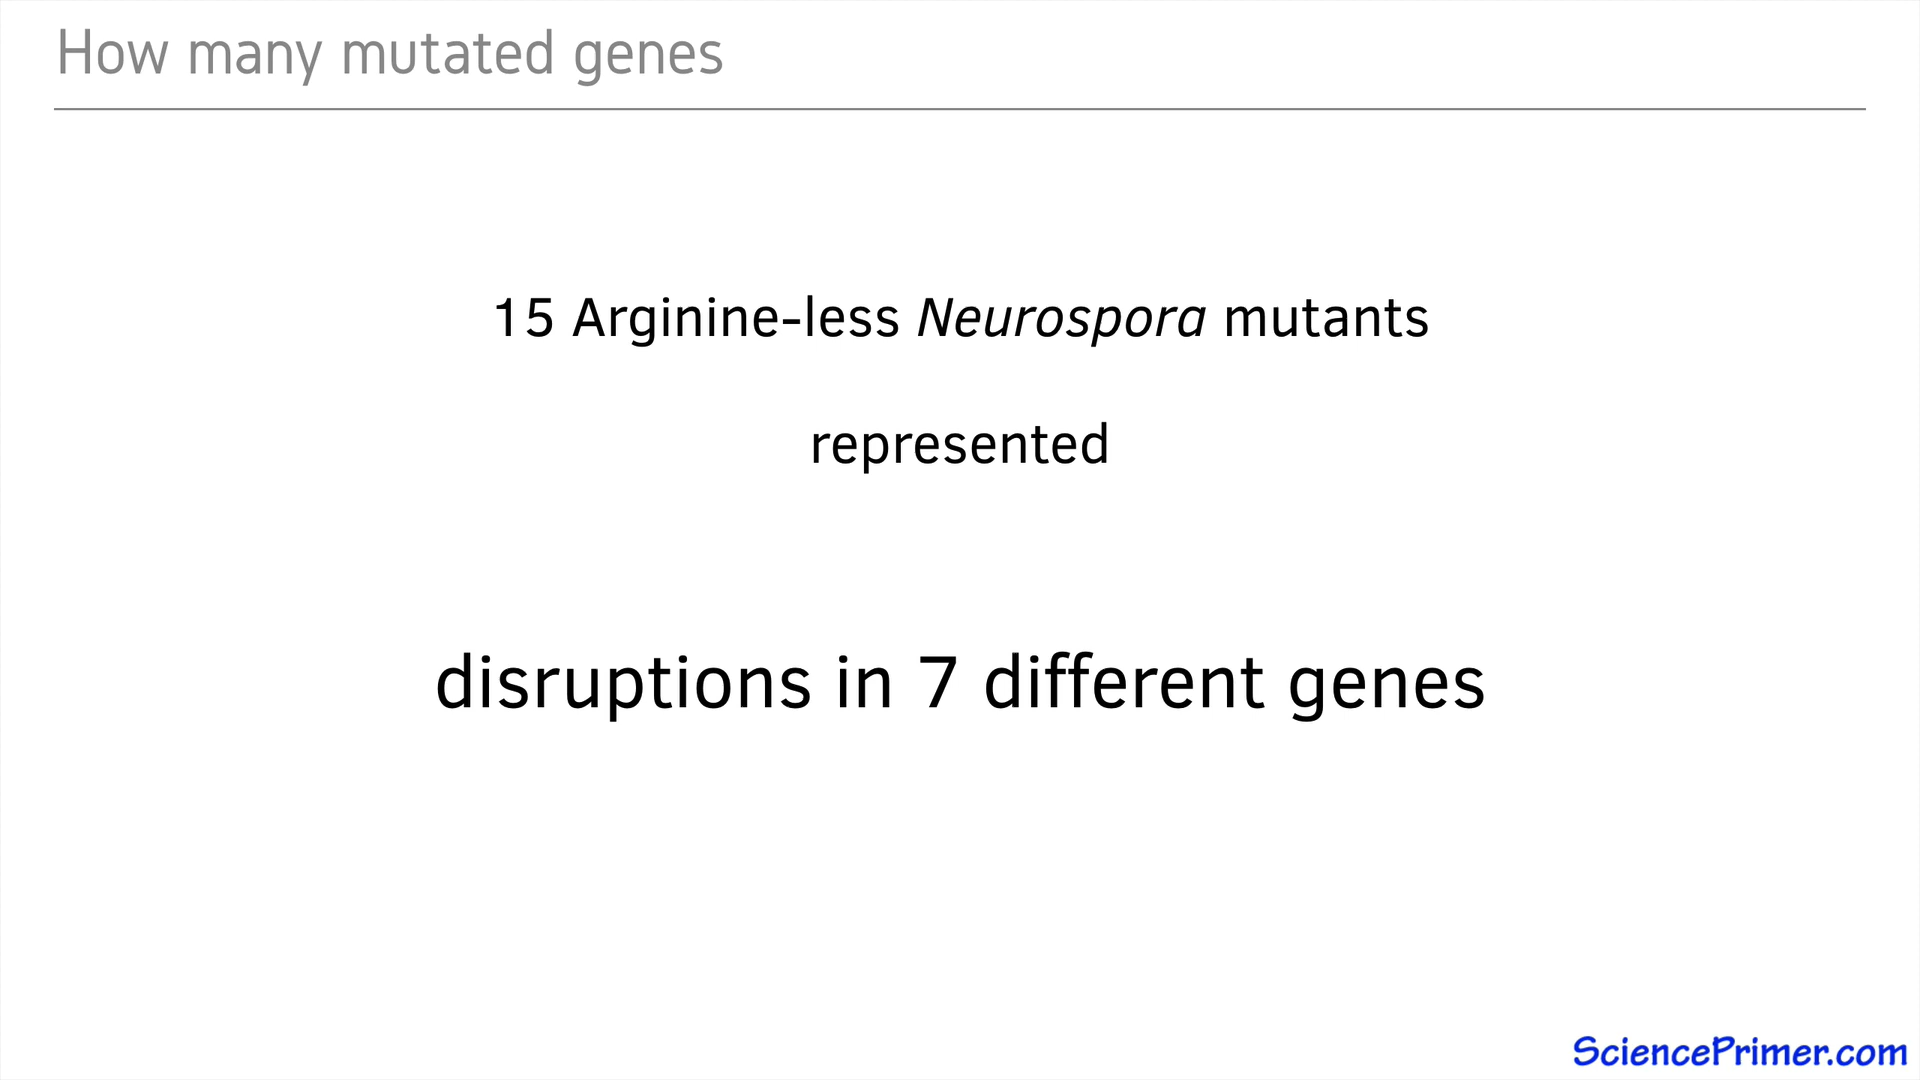 How many mutated genes
15 Arginine-less Neurospora mutants
represented
disruptions in 7 different genes
SciencePrimer.com